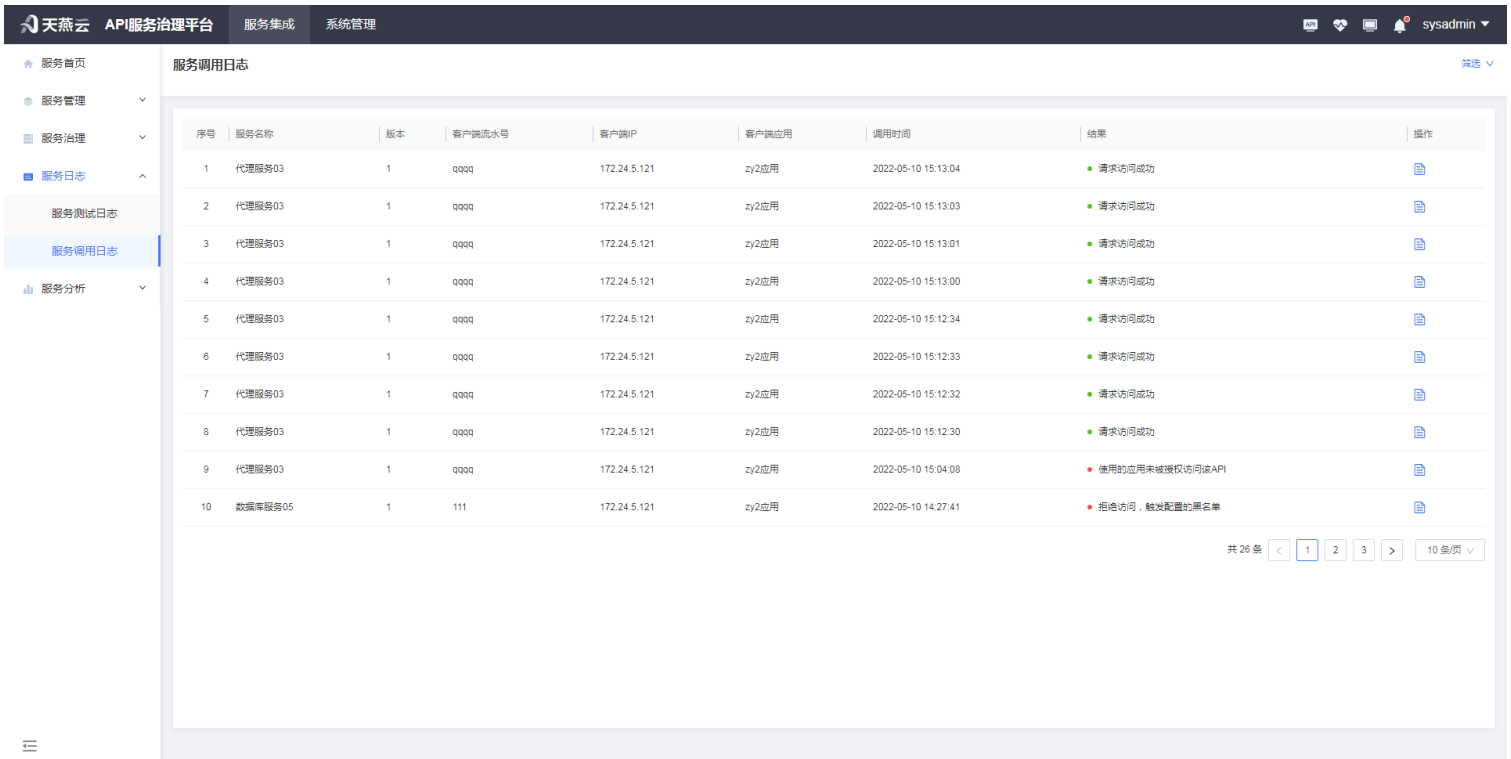 天燕云 API服务治理平台 服务集成 系统管理 API sysadmin
服务首页
服务管理
服务治理
服务日志
服务测试日志
服务调用日志
服务分析
服务调用日志 筛选
序号 服务名称 版本 客户端流水号 客户端IP 客户端应用 调用时间 结果 操作
1 代理服务03 1 qqqq 172.24.5.121 zy2应用 2022-05-10 15:13:04 请求访问成功
2 代理服务03 1 qqqq 172.24.5.121 zy2应用 2022-05-10 15:13:03 请求访问成功
3 代理服务03 1 qqqq 172.24.5.121 zy2应用 2022-05-10 15:13:01 请求访问成功
4 代理服务03 1 qqqq 172.24.5.121 zy2应用 2022-05-10 15:13:00 请求访问成功
5 代理服务03 1 qqqq 172.24.5.121 zy2应用 2022-05-10 15:12:34 请求访问成功
6 代理服务03 1 qqqq 172.24.5.121 zy2应用 2022-05-10 15:12:33 请求访问成功
7 代理服务03 1 qqqq 172.24.5.121 zy2应用 2022-05-10 15:12:32 请求访问成功
8 代理服务03 1 qqqq 172.24.5.121 zy2应用 2022-05-10 15:12:30 请求访问成功
9 代理服务03 1 qqqq 172.24.5.121 zy2应用 2022-05-10 15:04:08 使用的应用未被授权访问该API
10 数据库服务05 1 111 172.24.5.121 zy2应用 2022-05-10 14:27:41 拒绝访问，触发配置的黑名单
共 26 条 < 1 2 3 > 10 条/页